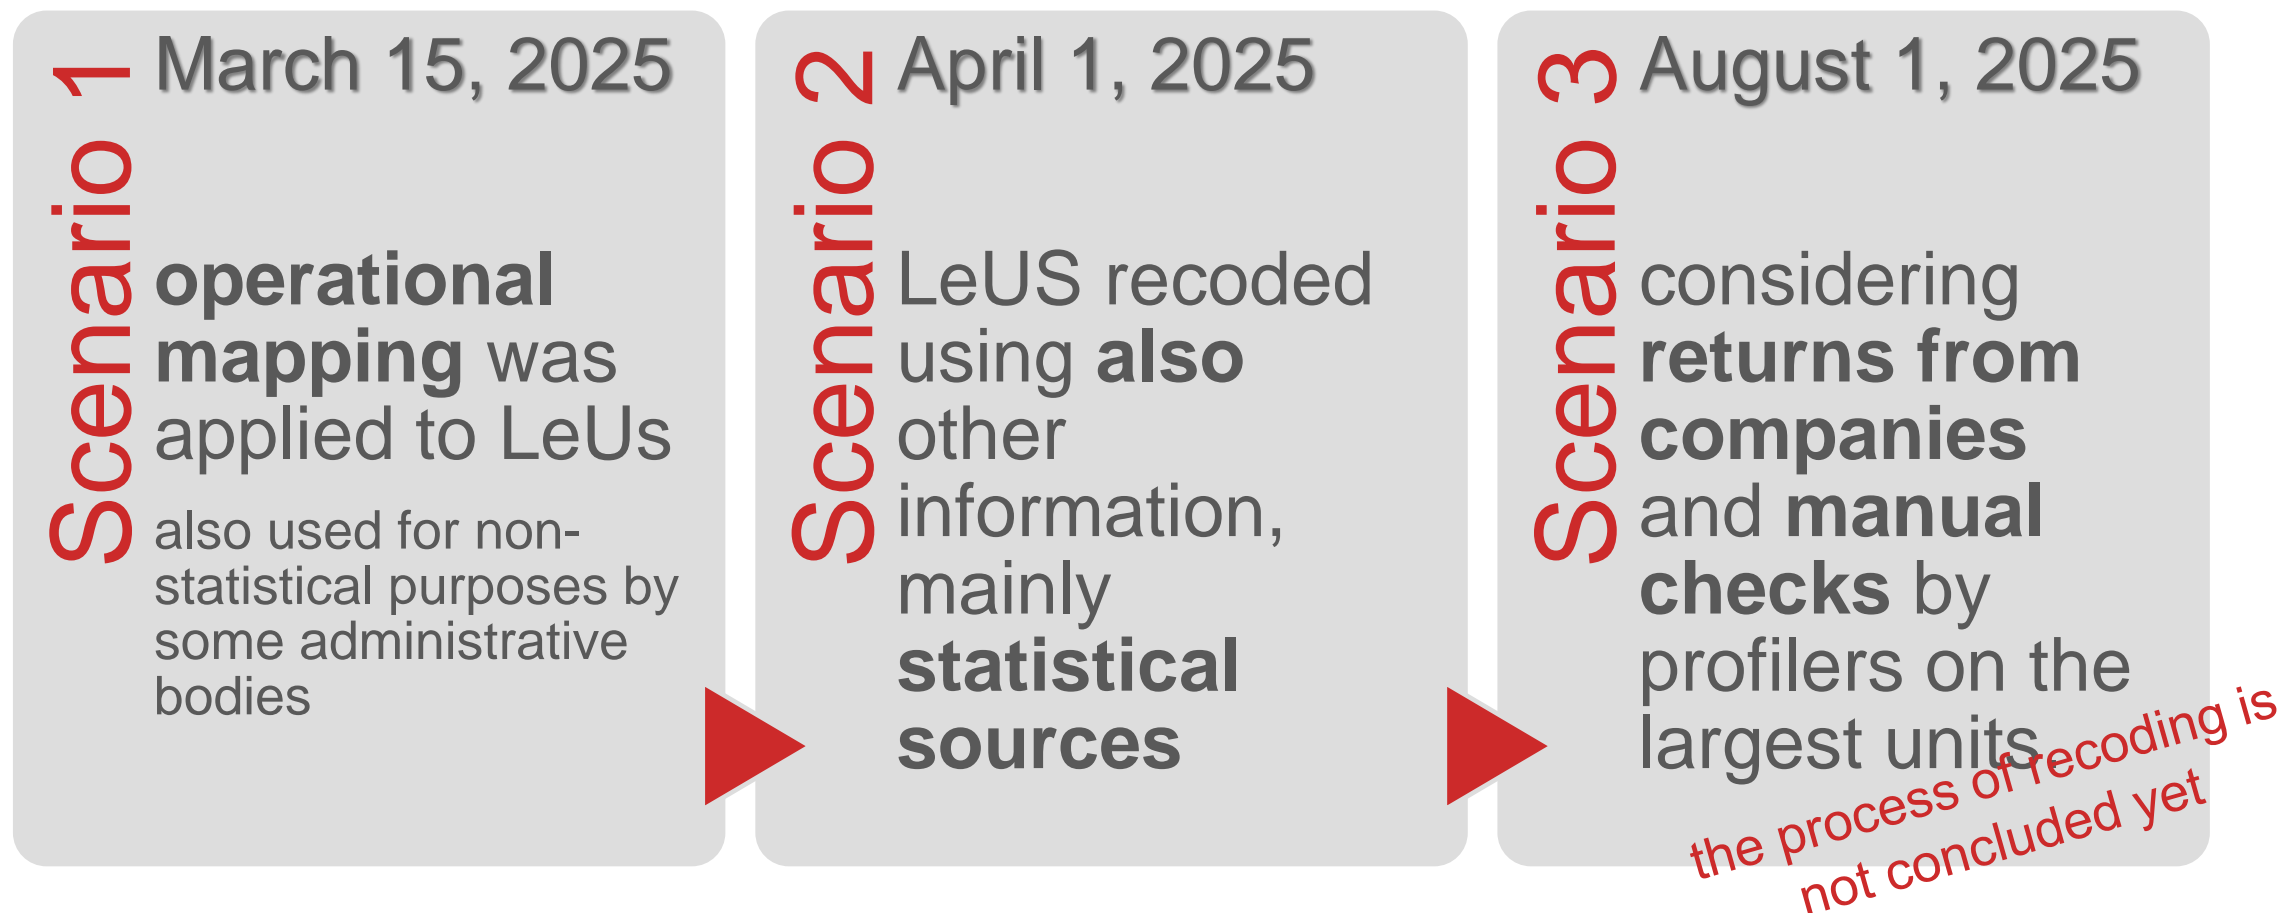 Scenario 1
March 15, 2025
operational
mapping was
applied to LeUs
also used for non-
statistical purposes by
some administrative
bodies
Scenario 2
April 1, 2025
LeUS recoded
using also
other
information,
mainly
statistical
sources
Scenario 3
August 1, 2025
considering
returns from
companies
and manual
checks by
profilers on the
largest units.
the process of recoding is
not concluded yet